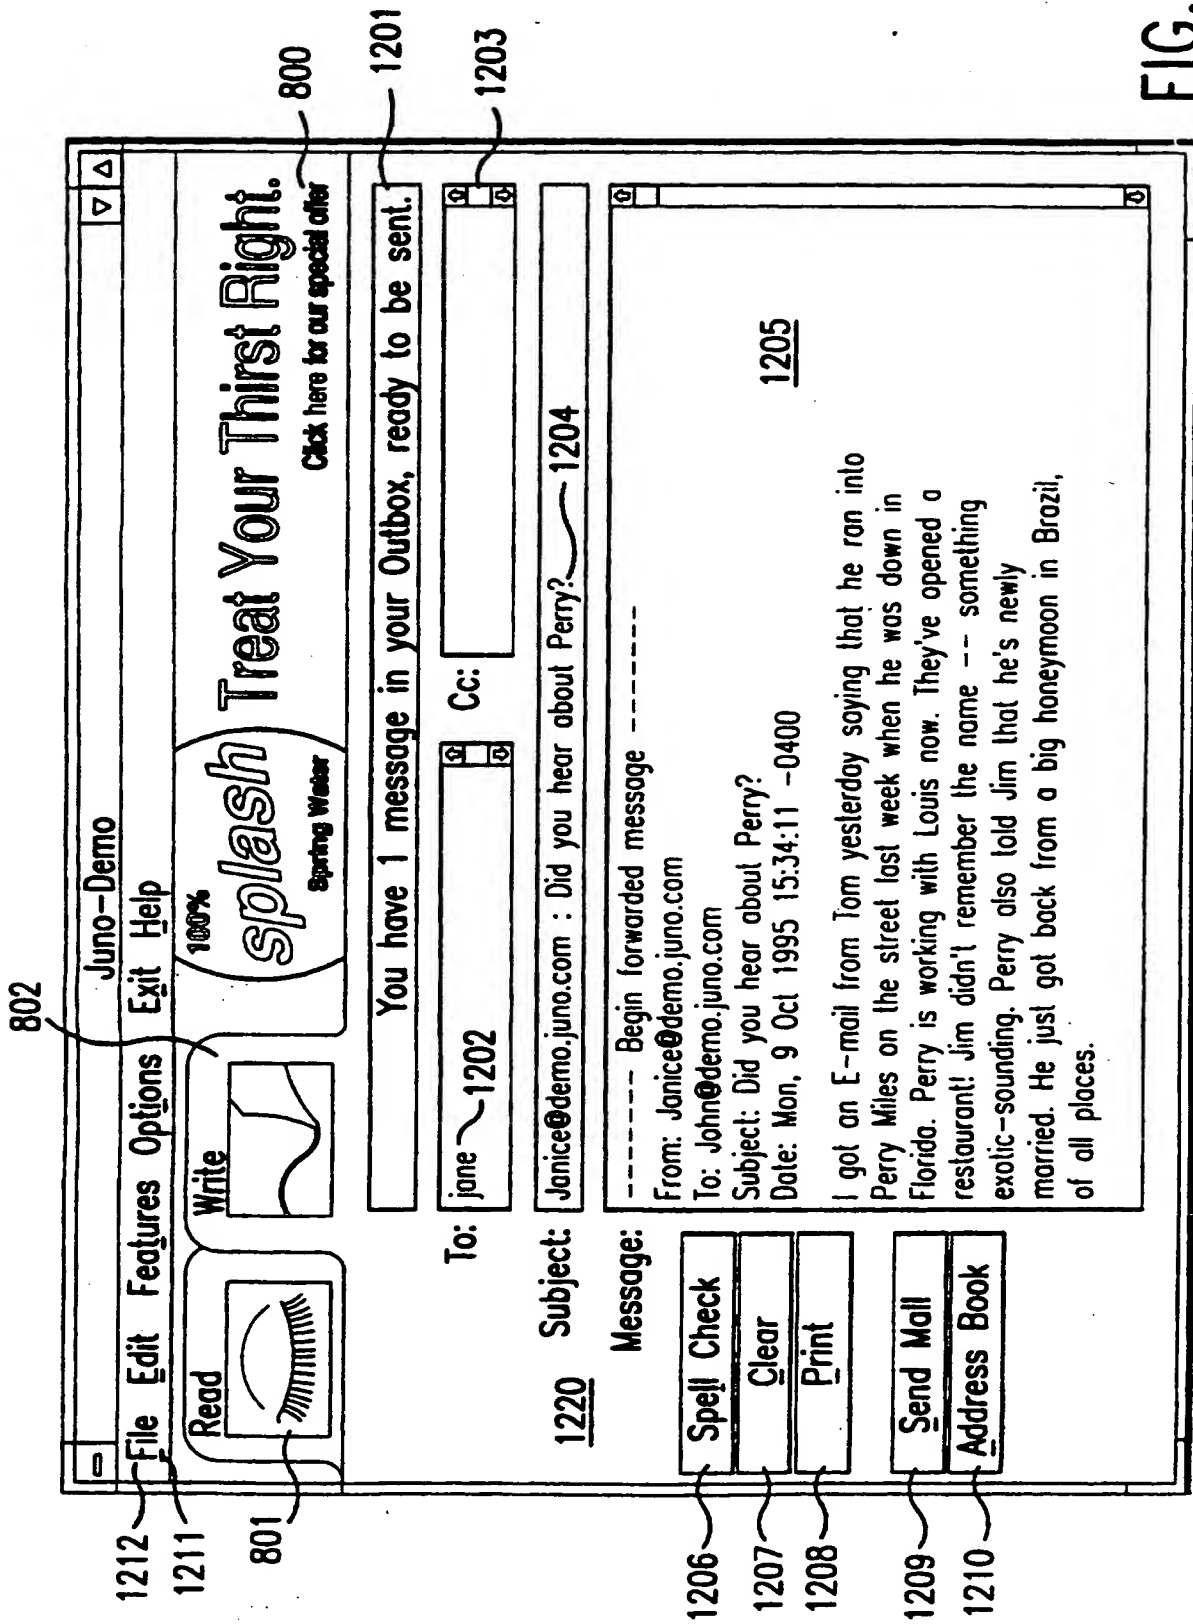 802
Juno-Demo
1212
File Edit Features Options Exit Help
1211
Read
Write
801
100%
splash
Spring Water
Treat Your Thirst Right.
Click here for our special offer
800
You have 1 message in your Outbox, ready to be sent.
1201
To: jane 1202
Cc:
1203
Subject: Janice@demo.juno.com : Did you hear about Perry? 1204
1220
Message:
------- Begin forwarded message -------
From: Janice@demo.juno.com
To: John@demo.juno.com
Subject: Did you hear about Perry?
Date: Mon, 9 Oct 1995 15:34:11 -0400
1205
I got an E-mail from Tom yesterday saying that he ran into
Perry Miles on the street last week when he was down in
Florida. Perry is working with Louis now. They've opened a
restaurant! Jim didn't remember the name -- something
exotic-sounding. Perry also told Jim that he's newly
married. He just got back from a big honeymoon in Brazil,
of all places.
1206
Spell Check
1207
Clear
1208
Print
1209
Send Mail
1210
Address Book
FIG.